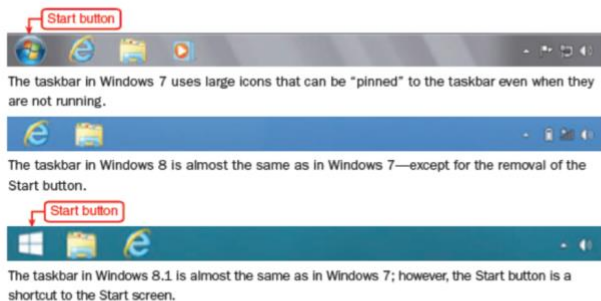 Start button
The taskbar in Windows 7 uses large icons that can be “pinned” to the taskbar even when they
are not running.
The taskbar in Windows 8 is almost the same as in Windows 7—except for the removal of the
Start button.
Start button
The taskbar in Windows 8.1 is almost the same as in Windows 7; however, the Start button is a
shortcut to the Start screen.